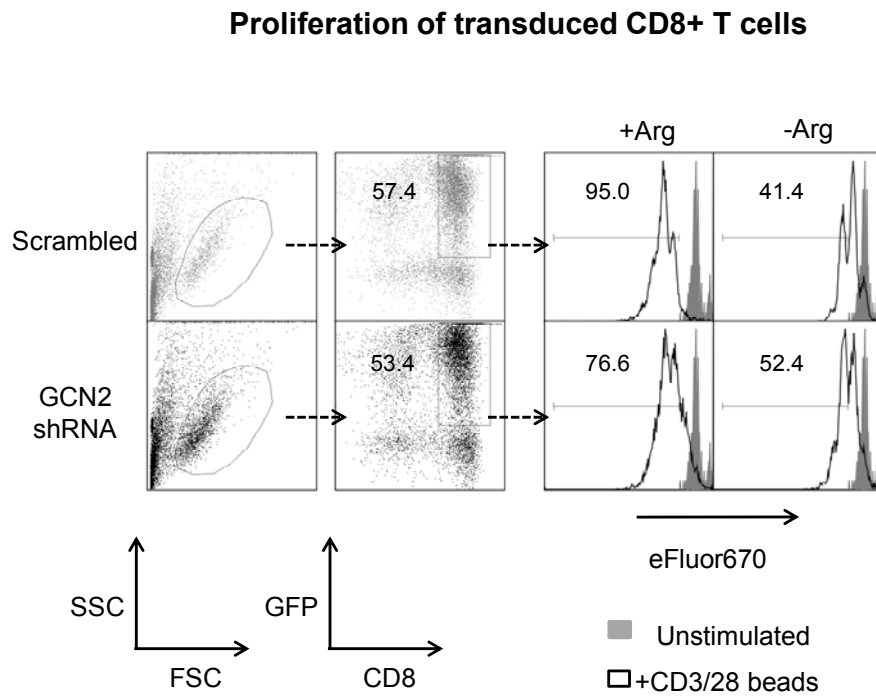 Proliferation of transduced CD8+ T cells
+Arg
-Arg
Scrambled
57.4
95.0
41.4
GCN2
shRNA
53.4
76.6
52.4
SSC
FSC
GFP
CD8
eFluor670
Unstimulated
+CD3/28 beads